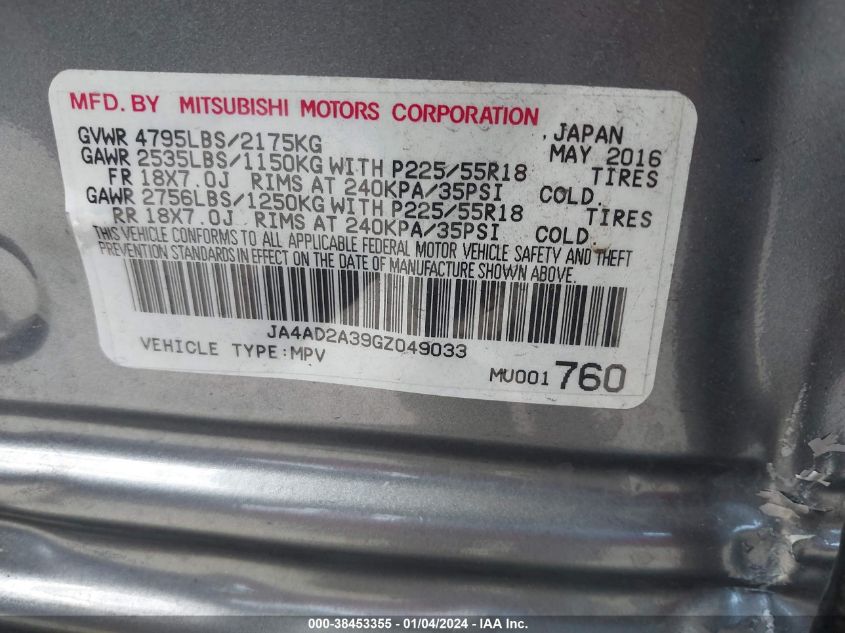 MFD. BY MITSUBISHI MOTORS CORPORATION
GVWR 4795LBS/2175KG JAPAN
GAWR 2535LBS/1150KG WITH P225/55R18 MAY 2016
FR 18X7.0J RIMS AT 240KPA/35PSI COLD. TIRES
GAWR 2756LBS/1250KG WITH P225/55R18 TIRES
RR 18X7.0J RIMS AT 240KPA/35PSI COLD
THIS VEHICLE CONFORMS TO ALL APPLICABLE FEDERAL MOTOR VEHICLE SAFETY AND THEFT
PREVENTION STANDARDS IN EFFECT ON THE DATE OF MANUFACTURE SHOWN ABOVE.
JA4AD2A39GZ049033
VEHICLE TYPE:MPV
MU001 760
000-38453355 - 01/04/2024 - IAA Inc.